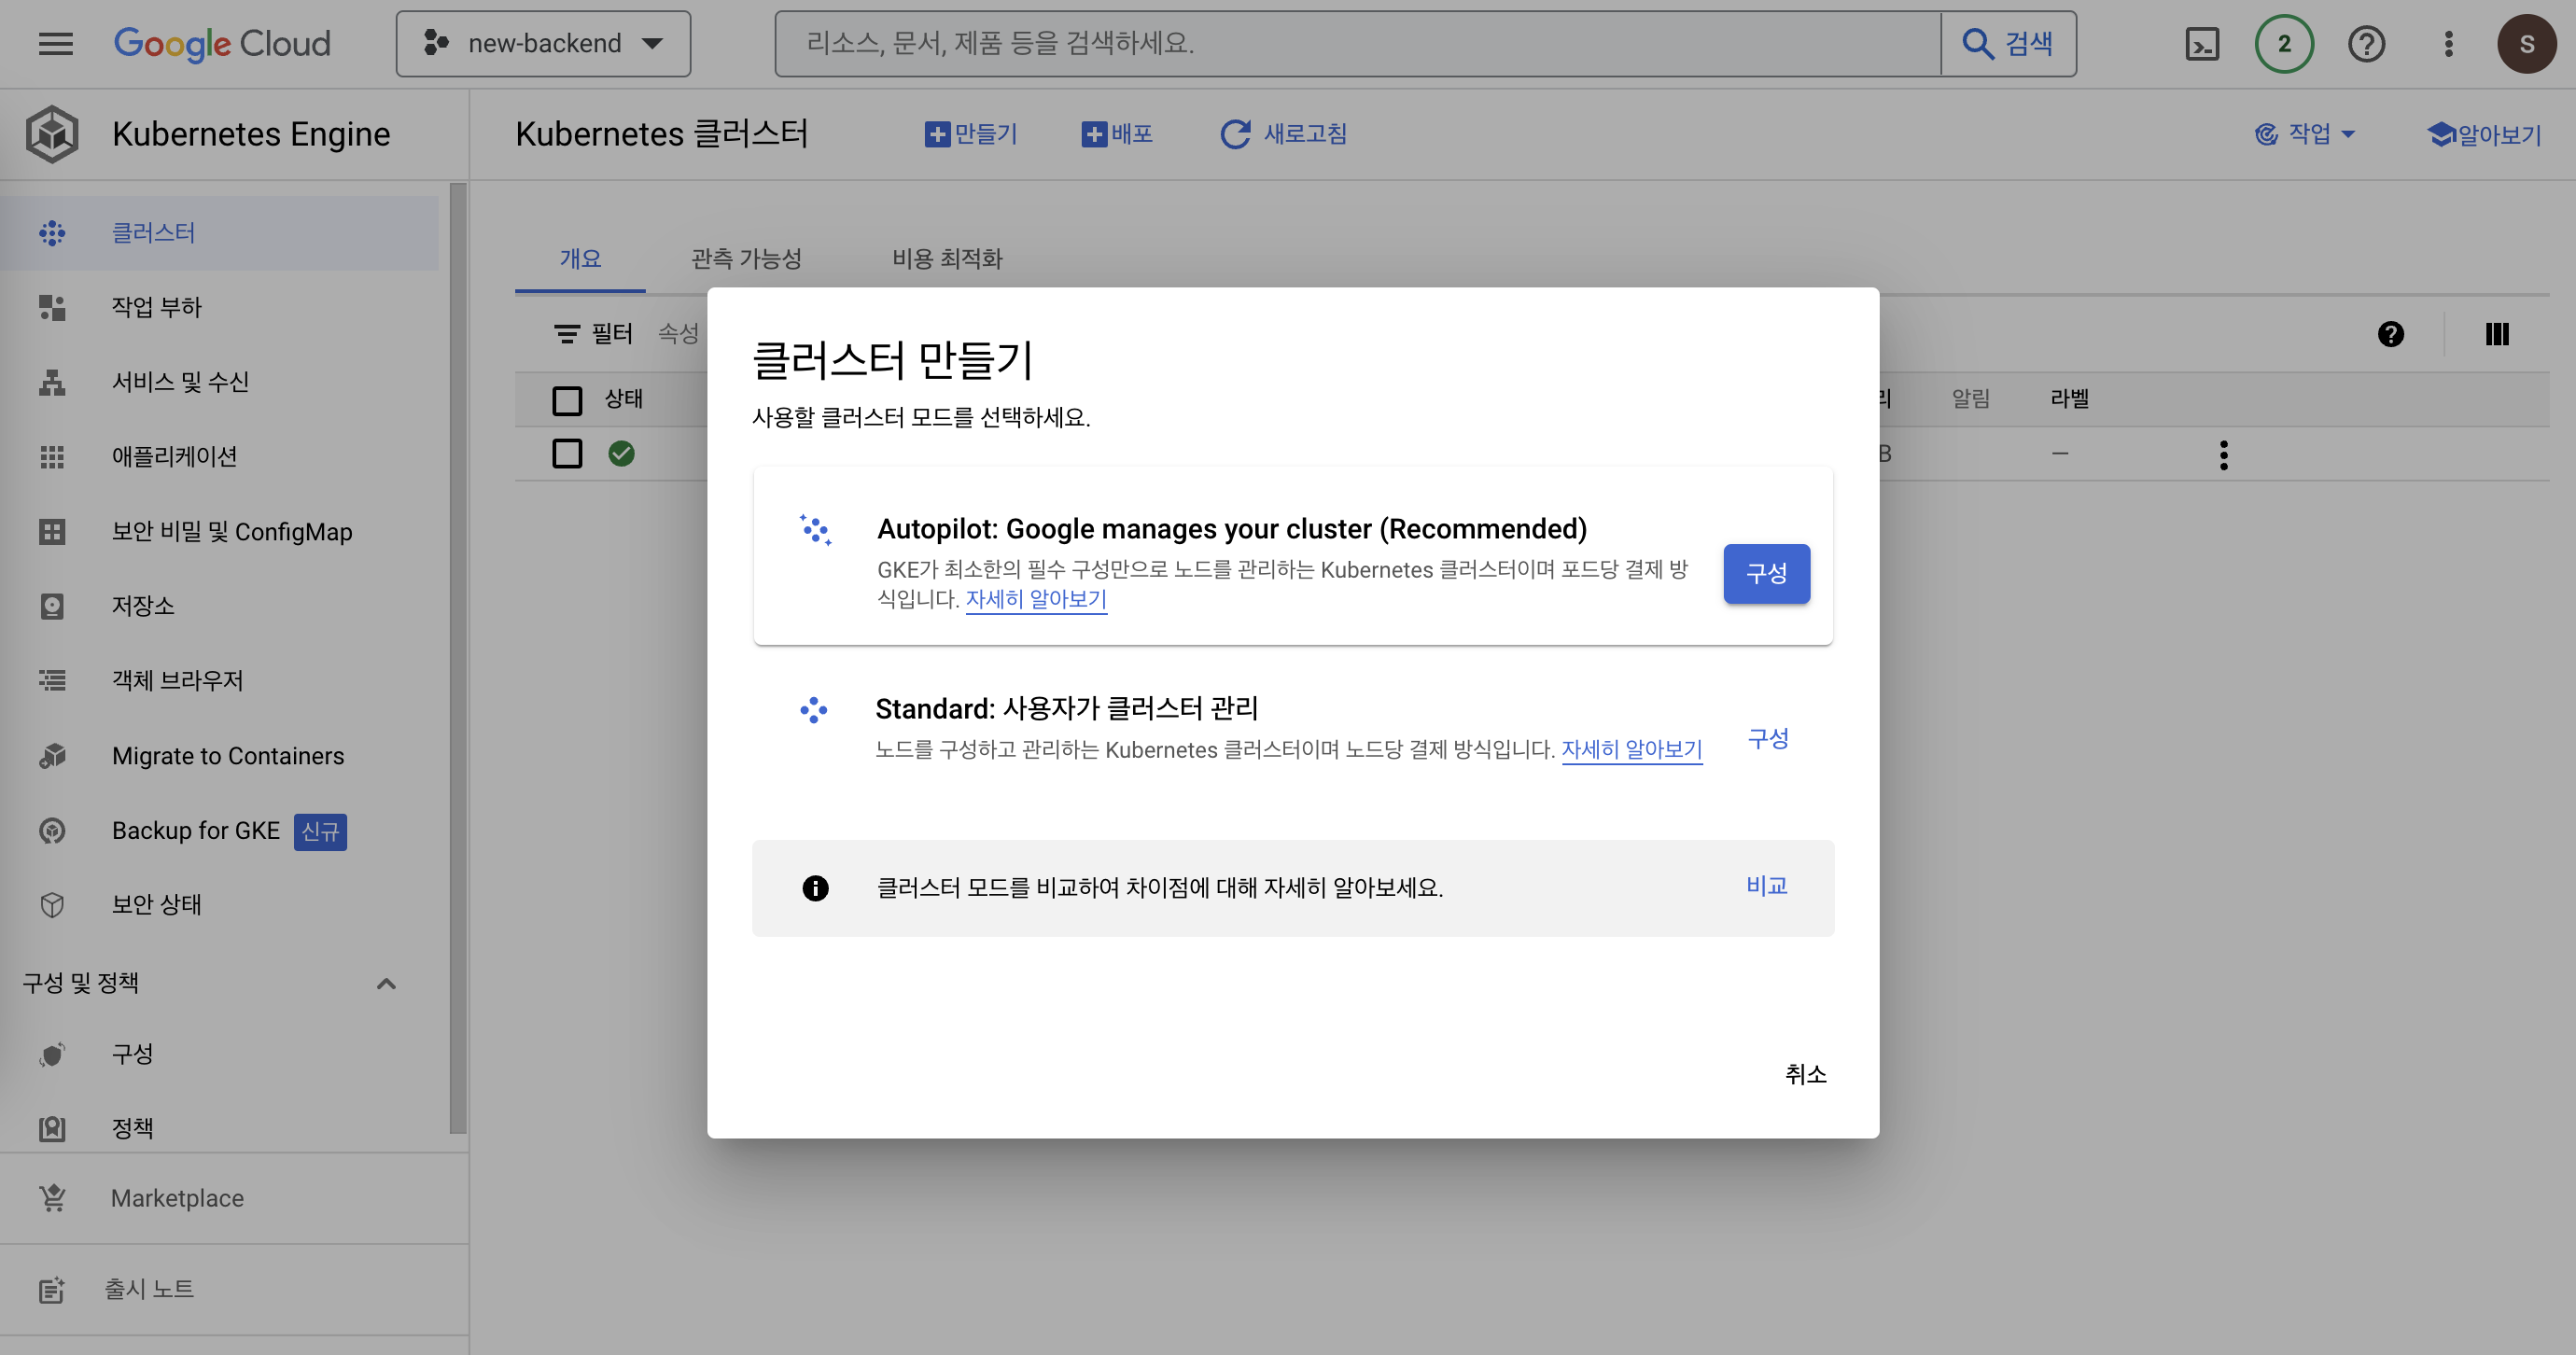 Google Cloud
new-backend
리소스, 문서, 제품 등을 검색하세요.
검색
2
S
Kubernetes Engine
Kubernetes 클러스터
만들기
배포
새로고침
작업
알아보기
클러스터
작업 부하
서비스 및 수신
애플리케이션
보안 비밀 및 ConfigMap
저장소
객체 브라우저
Migrate to Containers
Backup for GKE 신규
보안 상태
구성 및 정책
구성
정책
Marketplace
출시 노트
개요
관측 가능성
비용 최적화
필터 속성
상태
리
알림
라벨
B
—
클러스터 만들기
사용할 클러스터 모드를 선택하세요.
Autopilot: Google manages your cluster (Recommended)
GKE가 최소한의 필수 구성만으로 노드를 관리하는 Kubernetes 클러스터이며 포드당 결제 방
식입니다. 자세히 알아보기
구성
Standard: 사용자가 클러스터 관리
노드를 구성하고 관리하는 Kubernetes 클러스터이며 노드당 결제 방식입니다. 자세히 알아보기
구성
클러스터 모드를 비교하여 차이점에 대해 자세히 알아보세요.
비교
취소